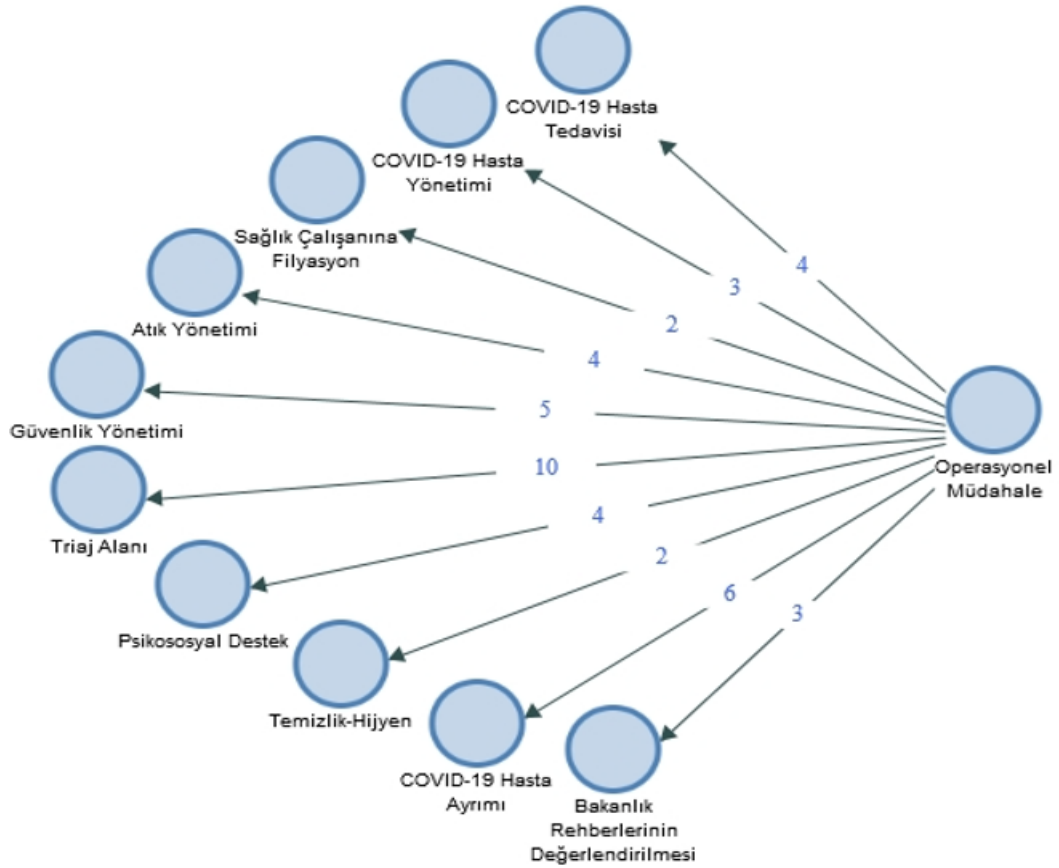 COVID-19 Hasta
Tedavisi
COVID-19 Hasta
Yönetimi
Sağlık Çalışanına
Filyasyon
Atık Yönetimi
Güvenlik Yönetimi
Triaj Alanı
Psikososyal Destek
Temizlik-Hijyen
COVID-19 Hasta
Ayrımı
Bakanlık
Rehberlerinin
Değerlendirilmesi
4
3
2
4
5
10
4
2
6
3
Operasyonel
Müdahale